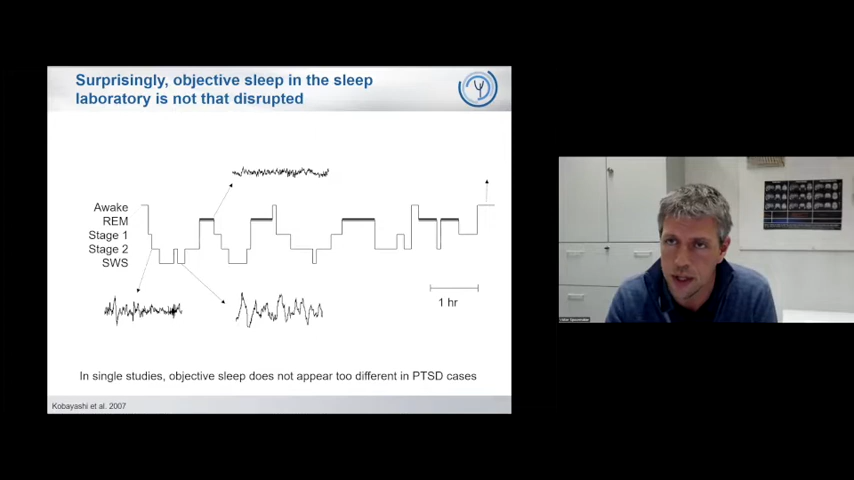 Surprisingly, objective sleep in the sleep
laboratory is not that disrupted
Awake
REM
Stage 1
Stage 2
SWS
1 hr
In single studies, objective sleep does not appear too different in PTSD cases
Kobayashi et al. 2007